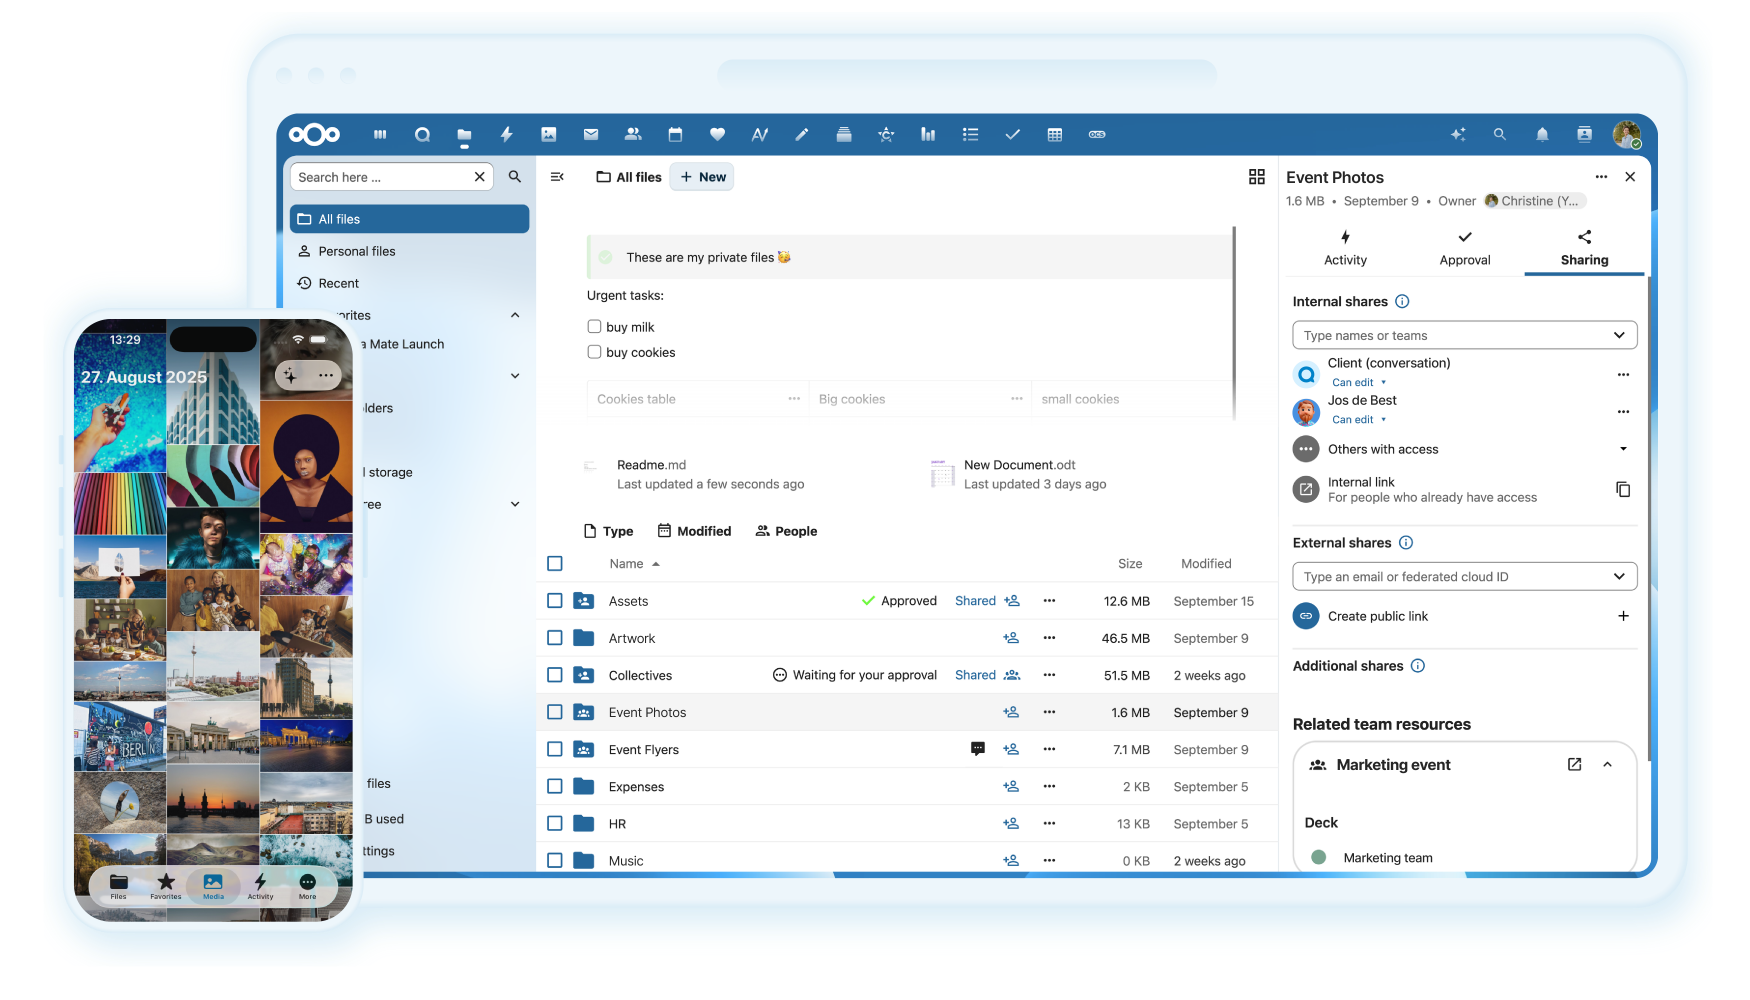 Search here ...
All files
Personal files
Recent
orites
a Mate Launch
lders
l storage
ree
files
B used
ttings
All files
+ New
These are my private files 🥳
Urgent tasks:
buy milk
buy cookies
Cookies table
Big cookies
small cookies
Readme.md
Last updated a few seconds ago
New Document.odt
Last updated 3 days ago
Type Modified People
Name Size Modified
Assets Approved Shared 12.6 MB September 15
Artwork 46.5 MB September 9
Collectives Waiting for your approval Shared 51.5 MB 2 weeks ago
Event Photos 1.6 MB September 9
Event Flyers 7.1 MB September 9
Expenses 2 KB September 5
HR 13 KB September 5
Music 0 KB 2 weeks ago
Event Photos
1.6 MB • September 9 • Owner Christine (Y...
Activity Approval Sharing
Internal shares
Type names or teams
Client (conversation)
Can edit
Jos de Best
Can edit
Others with access
Internal link
For people who already have access
External shares
Type an email or federated cloud ID
Create public link
Additional shares
Related team resources
Marketing event
Deck
Marketing team
13:29
27. August 2025
BERLIN
Files Favorites Media Activity More